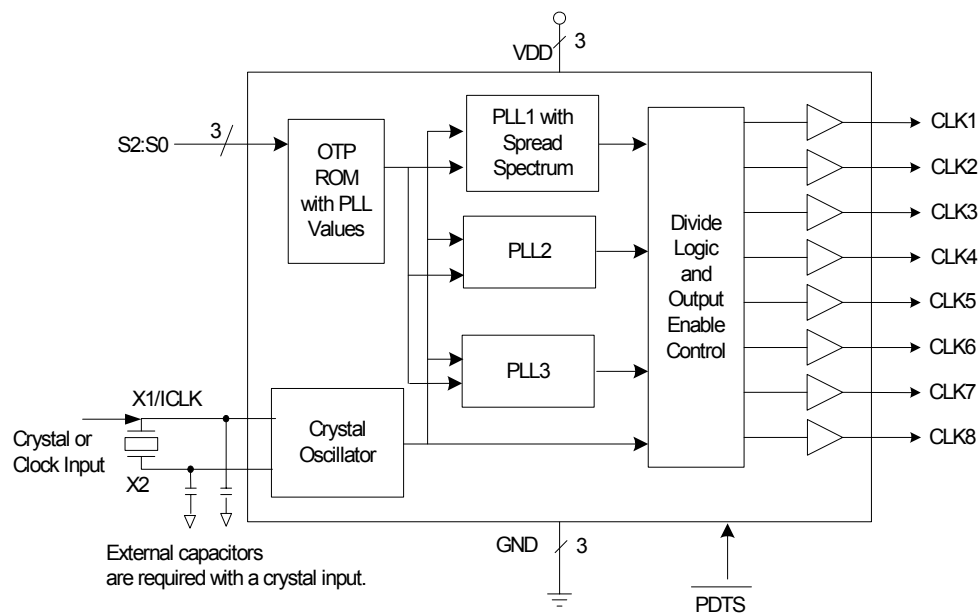 VDD
3
S2:S0
3
OTP
ROM
with PLL
Values
PLL1 with
Spread
Spectrum
PLL2
PLL3
Divide
Logic
and
Output
Enable
Control
CLK1
CLK2
CLK3
CLK4
CLK5
CLK6
CLK7
CLK8
X1/ICLK
Crystal or
Clock Input
X2
Crystal
Oscillator
External capacitors
are required with a crystal input.
GND
3
PDTS